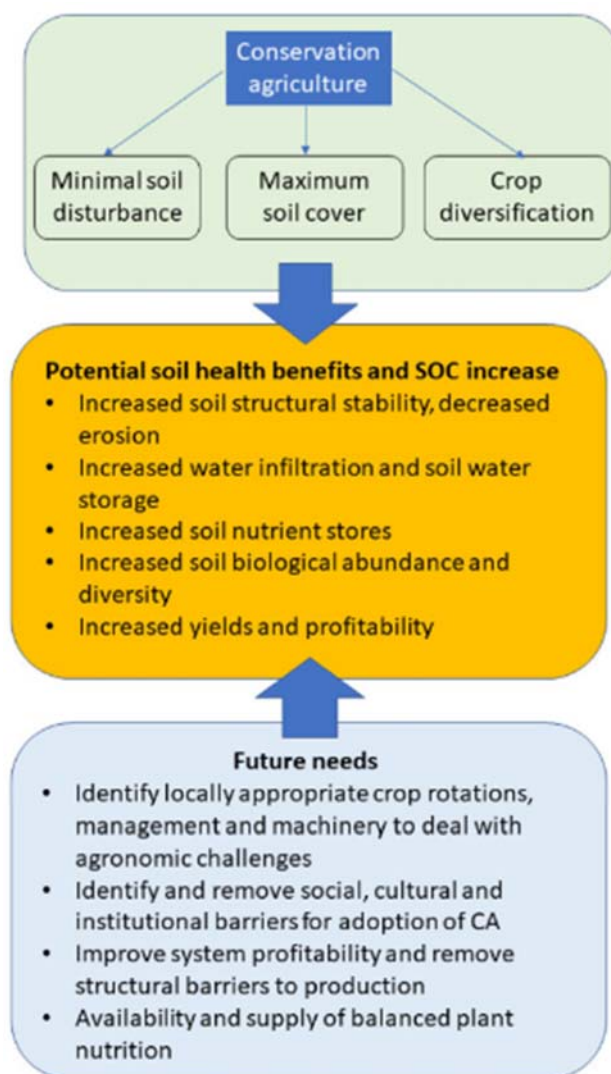 Conservation
agriculture
Minimal soil
disturbance
Maximum
soil cover
Crop
diversification
Potential soil health benefits and SOC increase
• Increased soil structural stability, decreased
erosion
• Increased water infiltration and soil water
storage
• Increased soil nutrient stores
• Increased soil biological abundance and
diversity
• Increased yields and profitability
Future needs
• Identify locally appropriate crop rotations,
management and machinery to deal with
agronomic challenges
• Identify and remove social, cultural and
institutional barriers for adoption of CA
• Improve system profitability and remove
structural barriers to production
• Availability and supply of balanced plant
nutrition